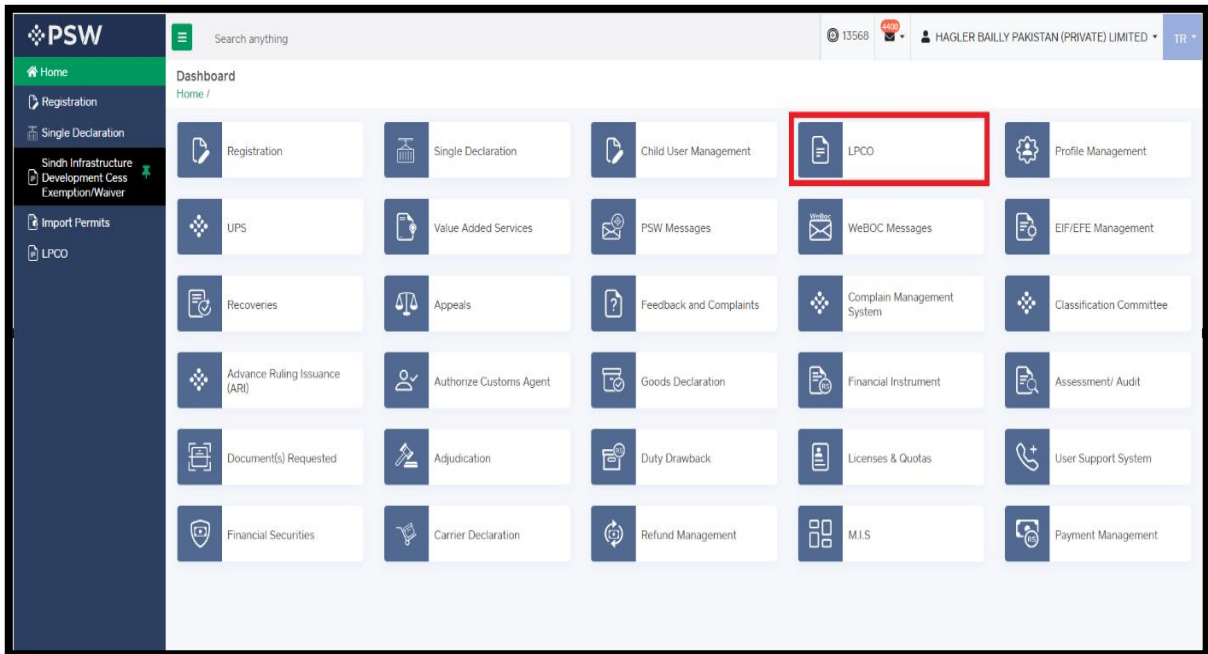 PSW
Search anything
13568
4400
HAGLER BAILLY PAKISTAN (PRIVATE) LIMITED
TR
Home
Registration
Single Declaration
Sindh Infrastructure
Development Cess
Exemption/Waiver
Import Permits
LPCO
Dashboard
Home /
Registration
Single Declaration
Child User Management
LPCO
Profile Management
UPS
Value Added Services
PSW Messages
WeBOC
WeBOC Messages
EIF/EFE Management
Recoveries
Appeals
Feedback and Complaints
Complain Management
System
Classification Committee
Advance Ruling Issuance
(ARI)
Authorize Customs Agent
Goods Declaration
RS
Financial Instrument
Assessment/ Audit
Document(s) Requested
Adjudication
RS
Duty Drawback
Licenses & Quotas
User Support System
Financial Securities
Carrier Declaration
Refund Management
M.I.S
RS
Payment Management